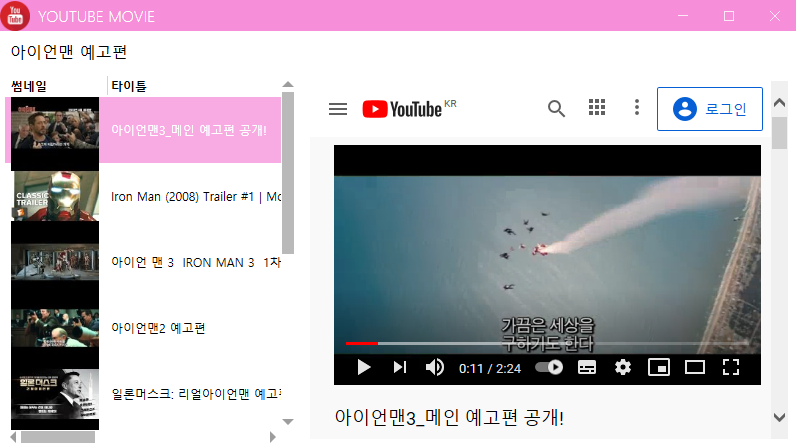 You
Tube
YOUTUBE MOVIE
아이언맨 예고편
썸네일
타이틀
아이언맨3_메인 예고편 공개!
CLASSIC
TRAILER
Iron Man (2008) Trailer #1 | Mo
아이언 맨 3 IRON MAN 3 1차
아이언맨2 예고편
일론머스크
일론머스크: 리얼아이언맨 예고
YouTube KR
로그인
가끔은 세상을
구하기도 한다
0:11 / 2:24
아이언맨3_메인 예고편 공개!